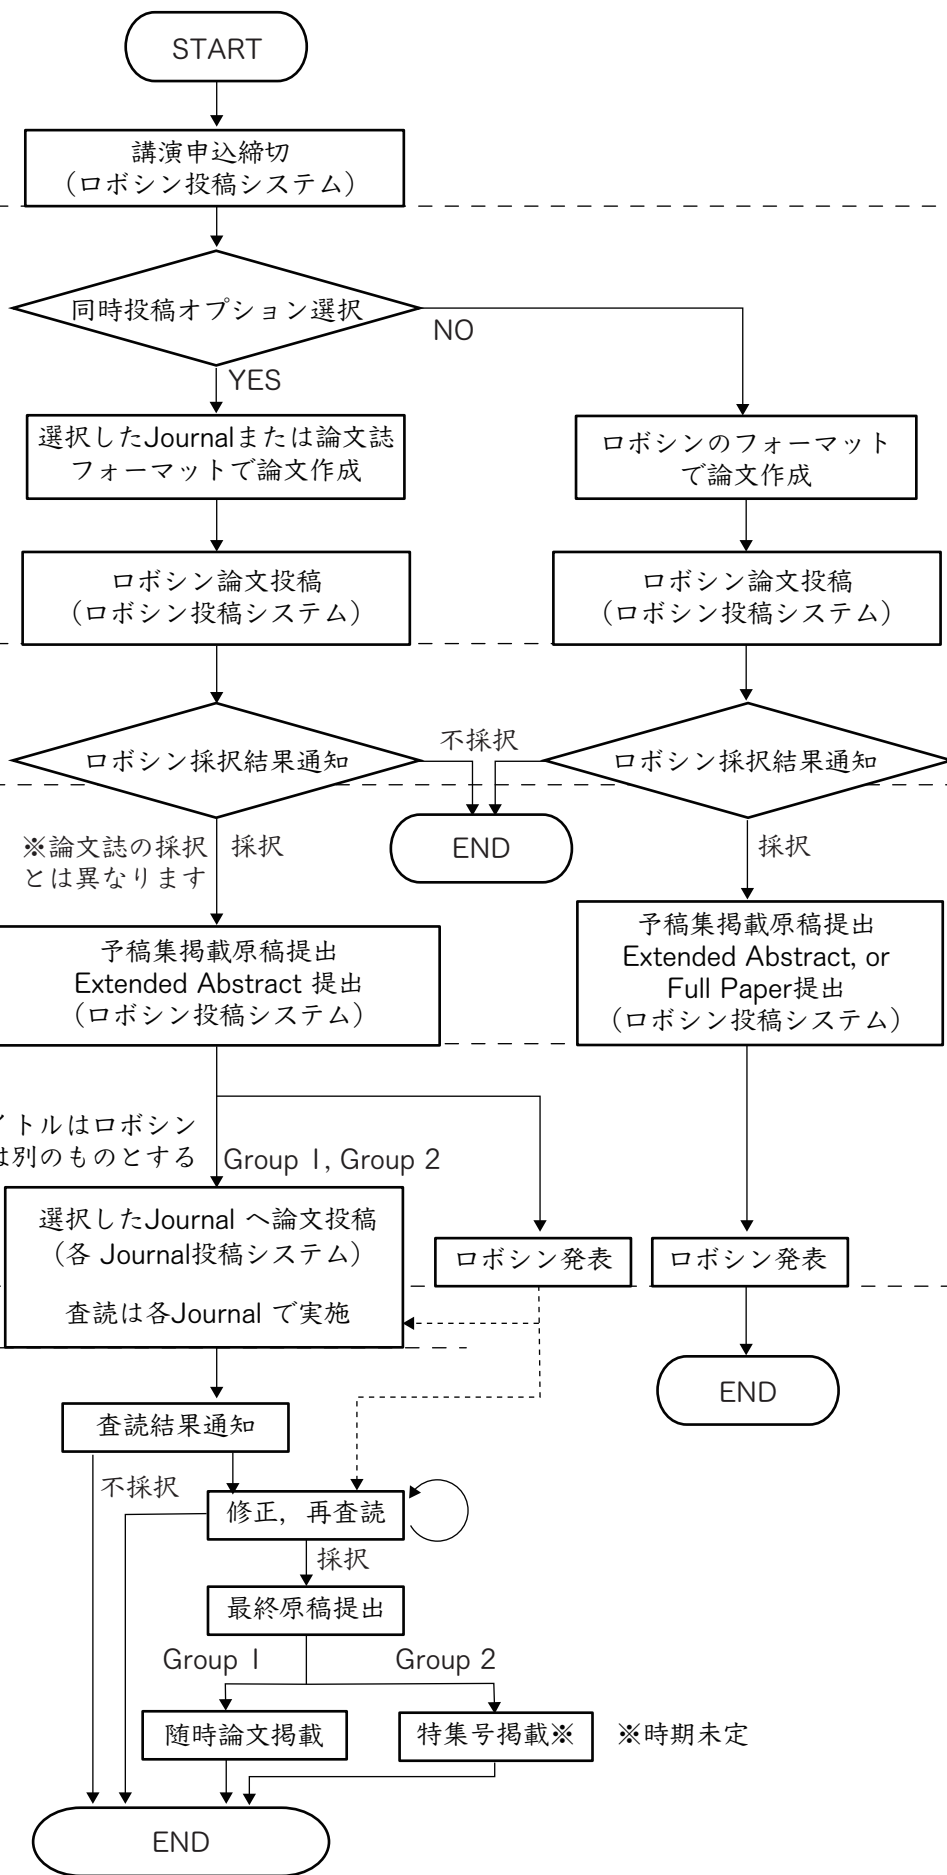 START
講演申込締切
(ロボシン投稿システム)
同時投稿オプション選択
NO
YES
選択したJournalまたは論文誌
フォーマットで論文作成
ロボシンのフォーマット
で論文作成
ロボシン論文投稿
(ロボシン投稿システム)
ロボシン論文投稿
(ロボシン投稿システム)
ロボシン採択結果通知
不採択
ロボシン採択結果通知
END
※論文誌の採択
とは異なります
採択
採択
予稿集掲載原稿提出
Extended Abstract 提出
(ロボシン投稿システム)
予稿集掲載原稿提出
Extended Abstract, or
Full Paper提出
(ロボシン投稿システム)
イトルはロボシン
は別のものとする
Group 1, Group 2
選択したJournal へ論文投稿
(各 Journal投稿システム)
査読は各Journal で実施
ロボシン発表
ロボシン発表
END
査読結果通知
不採択
修正，再査読
採択
最終原稿提出
Group 1
Group 2
随時論文掲載
特集号掲載※
※時期未定
END